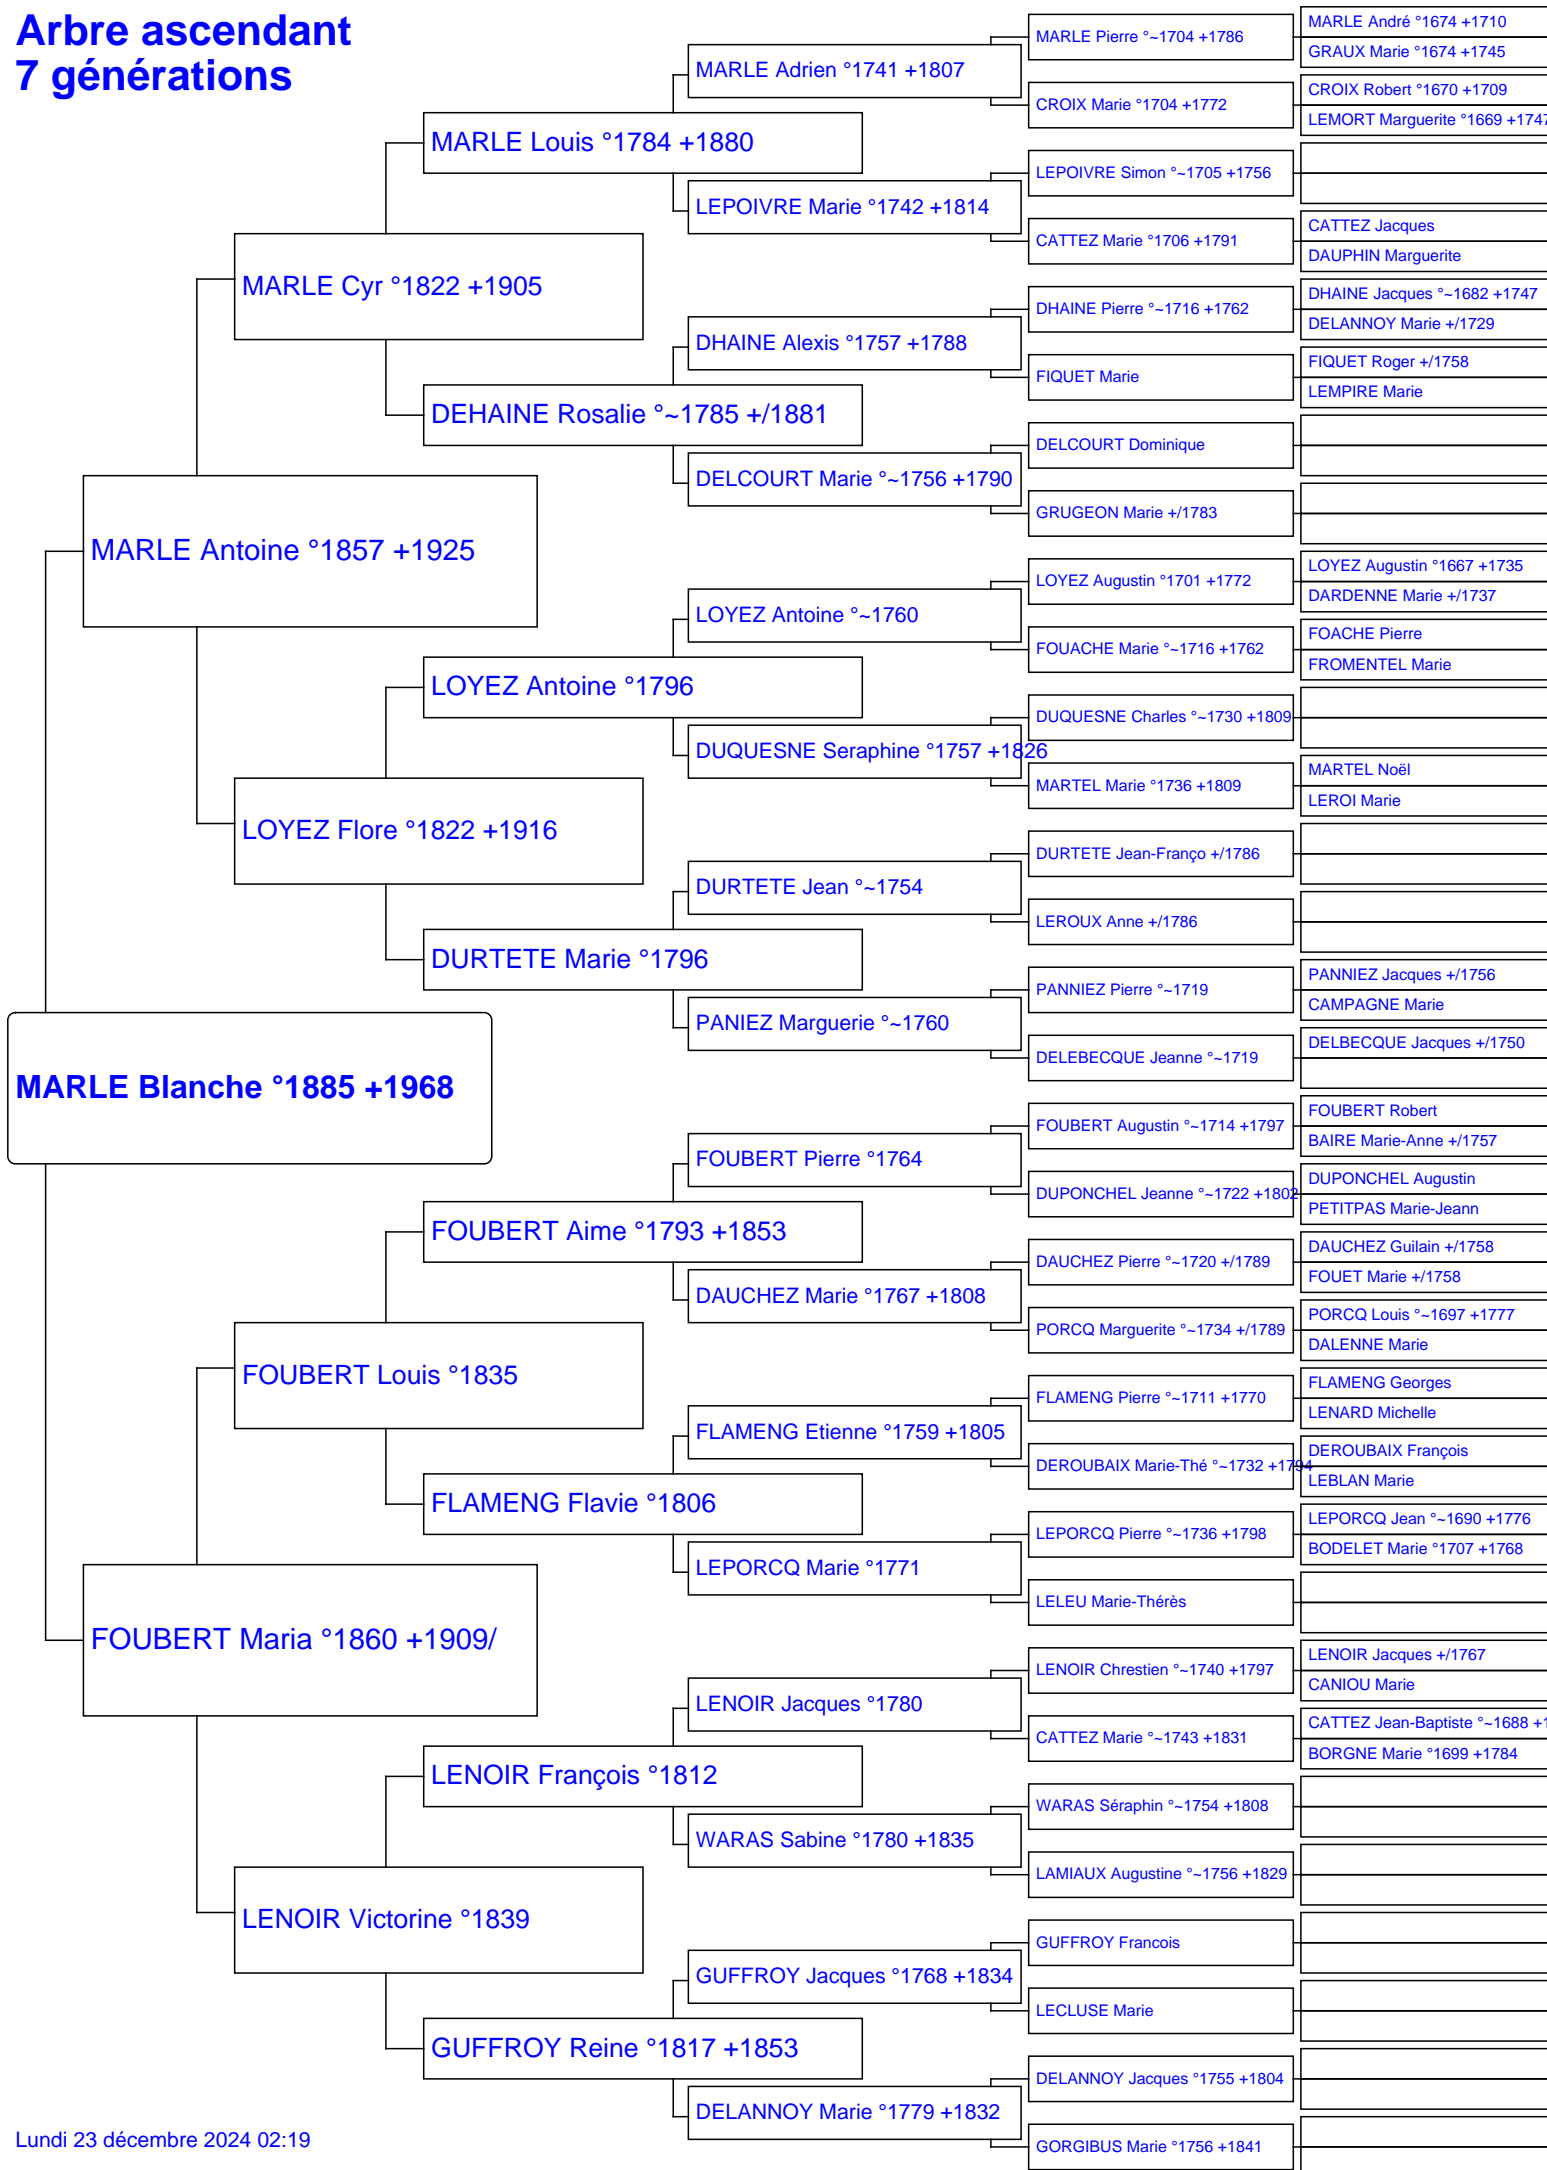 Arbre ascendant
7 générations
MARLE Blanche °1885 +1968
MARLE Antoine °1857 +1925
FOUBERT Maria °1860 +1909/
MARLE Cyr °1822 +1905
LOYEZ Flore °1822 +1916
FOUBERT Louis °1835
LENOIR Victorine °1839
MARLE Louis °1784 +1880
DEHAINE Rosalie °~1785 +/1881
LOYEZ Antoine °1796
DURTETE Marie °1796
FOUBERT Aime °1793 +1853
FLAMENG Flavie °1806
LENOIR François °1812
GUFFROY Reine °1817 +1853
MARLE Adrien °1741 +1807
LEPOIVRE Marie °1742 +1814
DHAINE Alexis °1757 +1788
DELCOURT Marie °~1756 +1790
LOYEZ Antoine °~1760
DUQUESNE Seraphine °1757 +1826
DURTETE Jean °~1754
PANIEZ Marguerie °~1760
FOUBERT Pierre °1764
DAUCHEZ Marie °1767 +1808
FLAMENG Etienne °1759 +1805
LEPORCQ Marie °1771
LENOIR Jacques °1780
WARAS Sabine °1780 +1835
GUFFROY Jacques °1768 +1834
DELANNOY Marie °1779 +1832
MARLE Pierre °~1704 +1786
CROIX Marie °1704 +1772
LEPOIVRE Simon °~1705 +1756
CATTEZ Marie °1706 +1791
DHAINE Pierre °~1716 +1762
FIQUET Marie
DELCOURT Dominique
GRUGEON Marie +/1783
LOYEZ Augustin °1701 +1772
FOUACHE Marie °~1716 +1762
DUQUESNE Charles °~1730 +1809
MARTEL Marie °1736 +1809
DURTETE Jean-Franço +/1786
LEROUX Anne +/1786
PANNIEZ Pierre °~1719
DELEBECQUE Jeanne °~1719
FOUBERT Augustin °~1714 +1797
DUPONCHEL Jeanne °~1722 +1802
DAUCHEZ Pierre °~1720 +/1789
PORCQ Marguerite °~1734 +/1789
FLAMENG Pierre °~1711 +1770
DEROUBAIX Marie-Thé °~1732 +1794
LEPORCQ Pierre °~1736 +1798
LELEU Marie-Thérès
LENOIR Chrestien °~1740 +1797
CATTEZ Marie °~1743 +1831
WARAS Séraphin °~1754 +1808
LAMIAUX Augustine °~1756 +1829
GUFFROY Francois
LECLUSE Marie
DELANNOY Jacques °1755 +1804
GORGIBUS Marie °1756 +1841
MARLE André °1674 +1710
GRAUX Marie °1674 +1745
CROIX Robert °1670 +1709
LEMORT Marguerite °1669 +1747
CATTEZ Jacques
DAUPHIN Marguerite
DHAINE Jacques °~1682 +1747
DELANNOY Marie +/1729
FIQUET Roger +/1758
LEMPIRE Marie
LOYEZ Augustin °1667 +1735
DARDENNE Marie +/1737
FOACHE Pierre
FROMENTEL Marie
MARTEL Noël
LEROI Marie
PANNIEZ Jacques +/1756
CAMPAGNE Marie
DELBECQUE Jacques +/1750
FOUBERT Robert
BAIRE Marie-Anne +/1757
DUPONCHEL Augustin
PETITPAS Marie-Jeann
DAUCHEZ Guilain +/1758
FOUET Marie +/1758
PORCQ Louis °~1697 +1777
DALENNE Marie
FLAMENG Georges
LENARD Michelle
DEROUBAIX François
LEBLAN Marie
LEPORCQ Jean °~1690 +1776
BODELET Marie °1707 +1768
LENOIR Jacques +/1767
CANIOU Marie
CATTEZ Jean-Baptiste °~1688
BORGNE Marie °1699 +1784
Lundi 23 décembre 2024 02:19